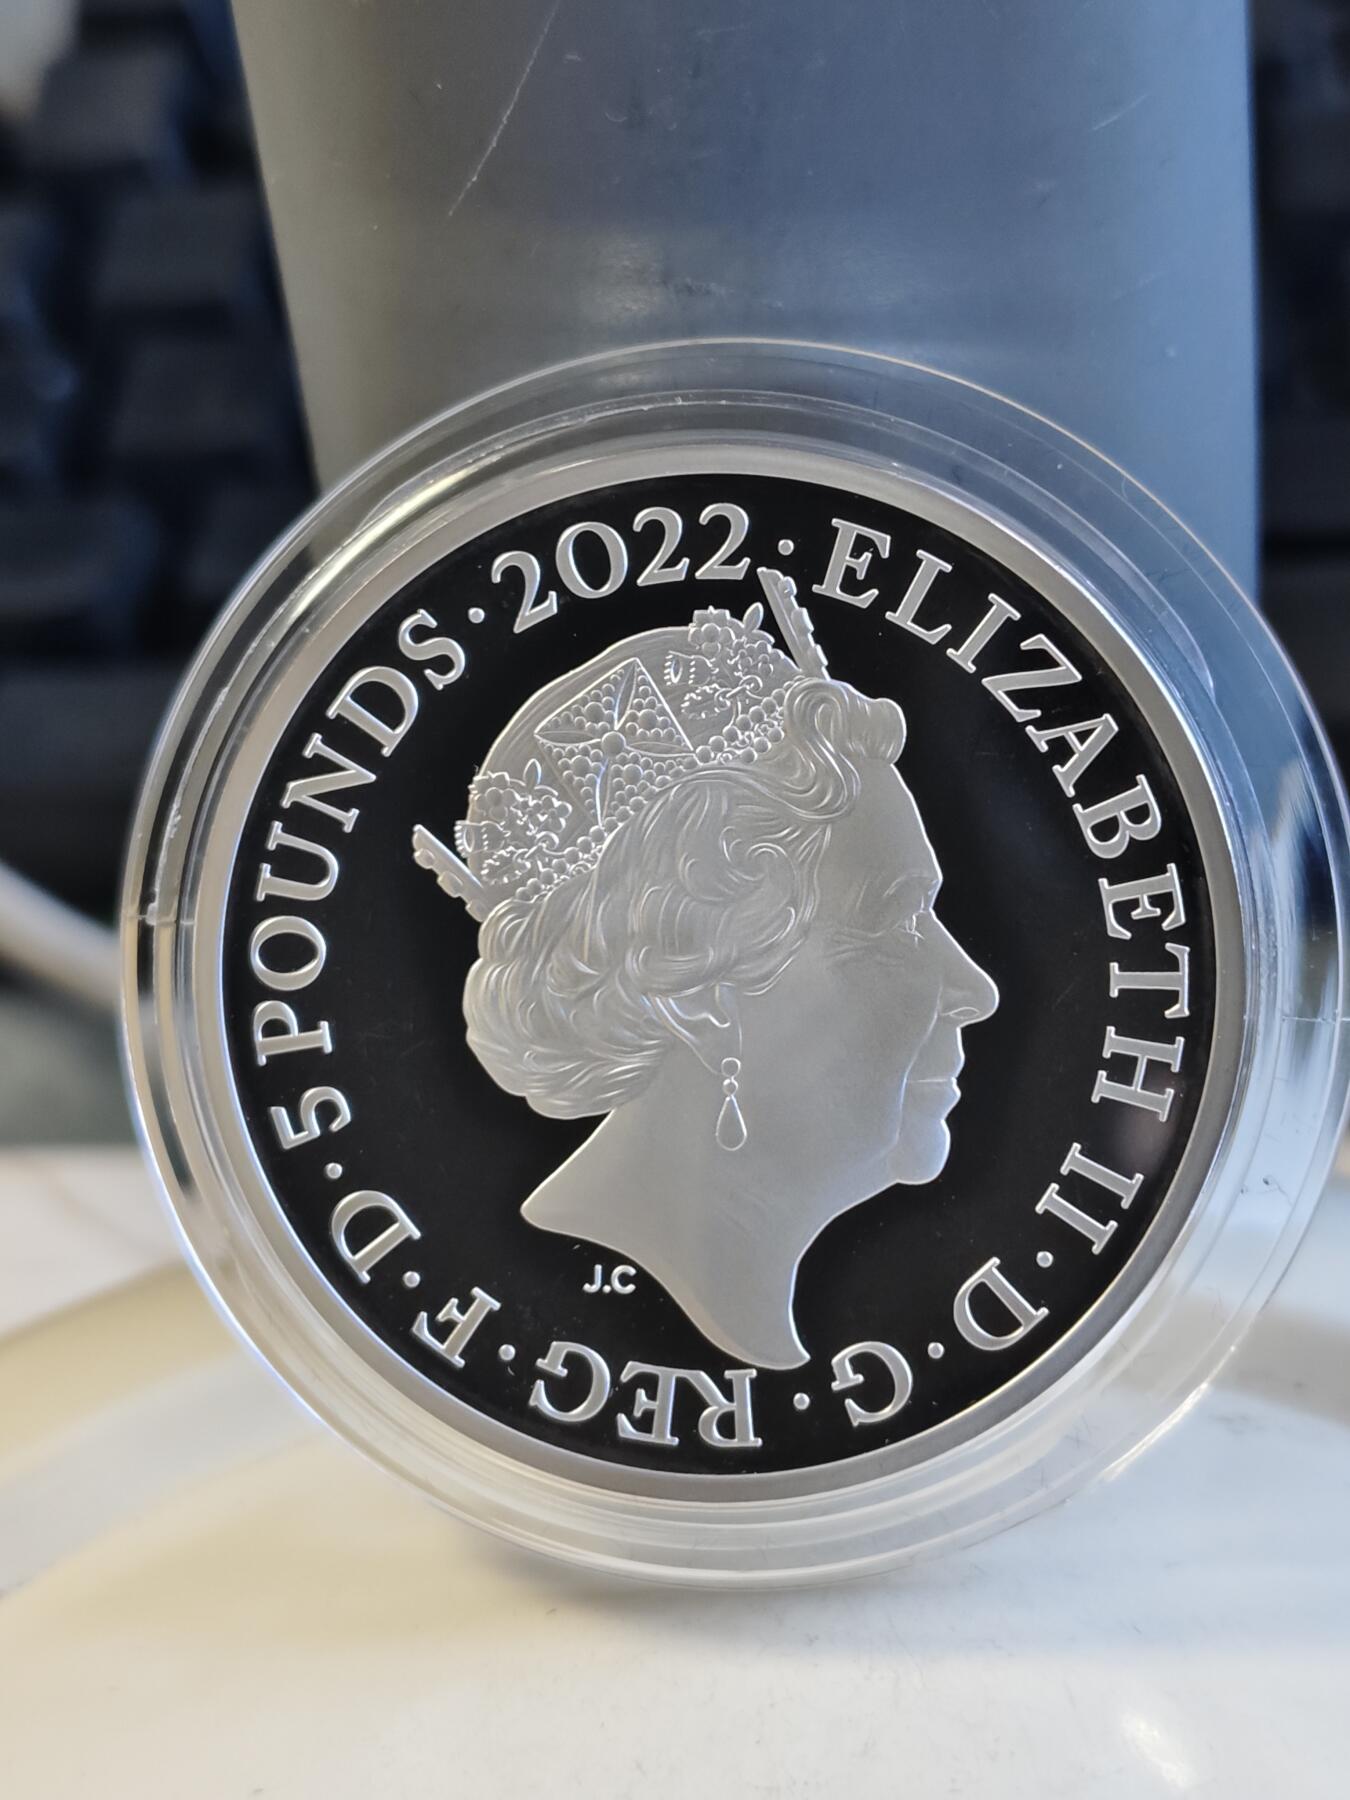 ELIZABETH II · D · G · REG · F · D · 5 POUNDS · 2022 ·
J.C